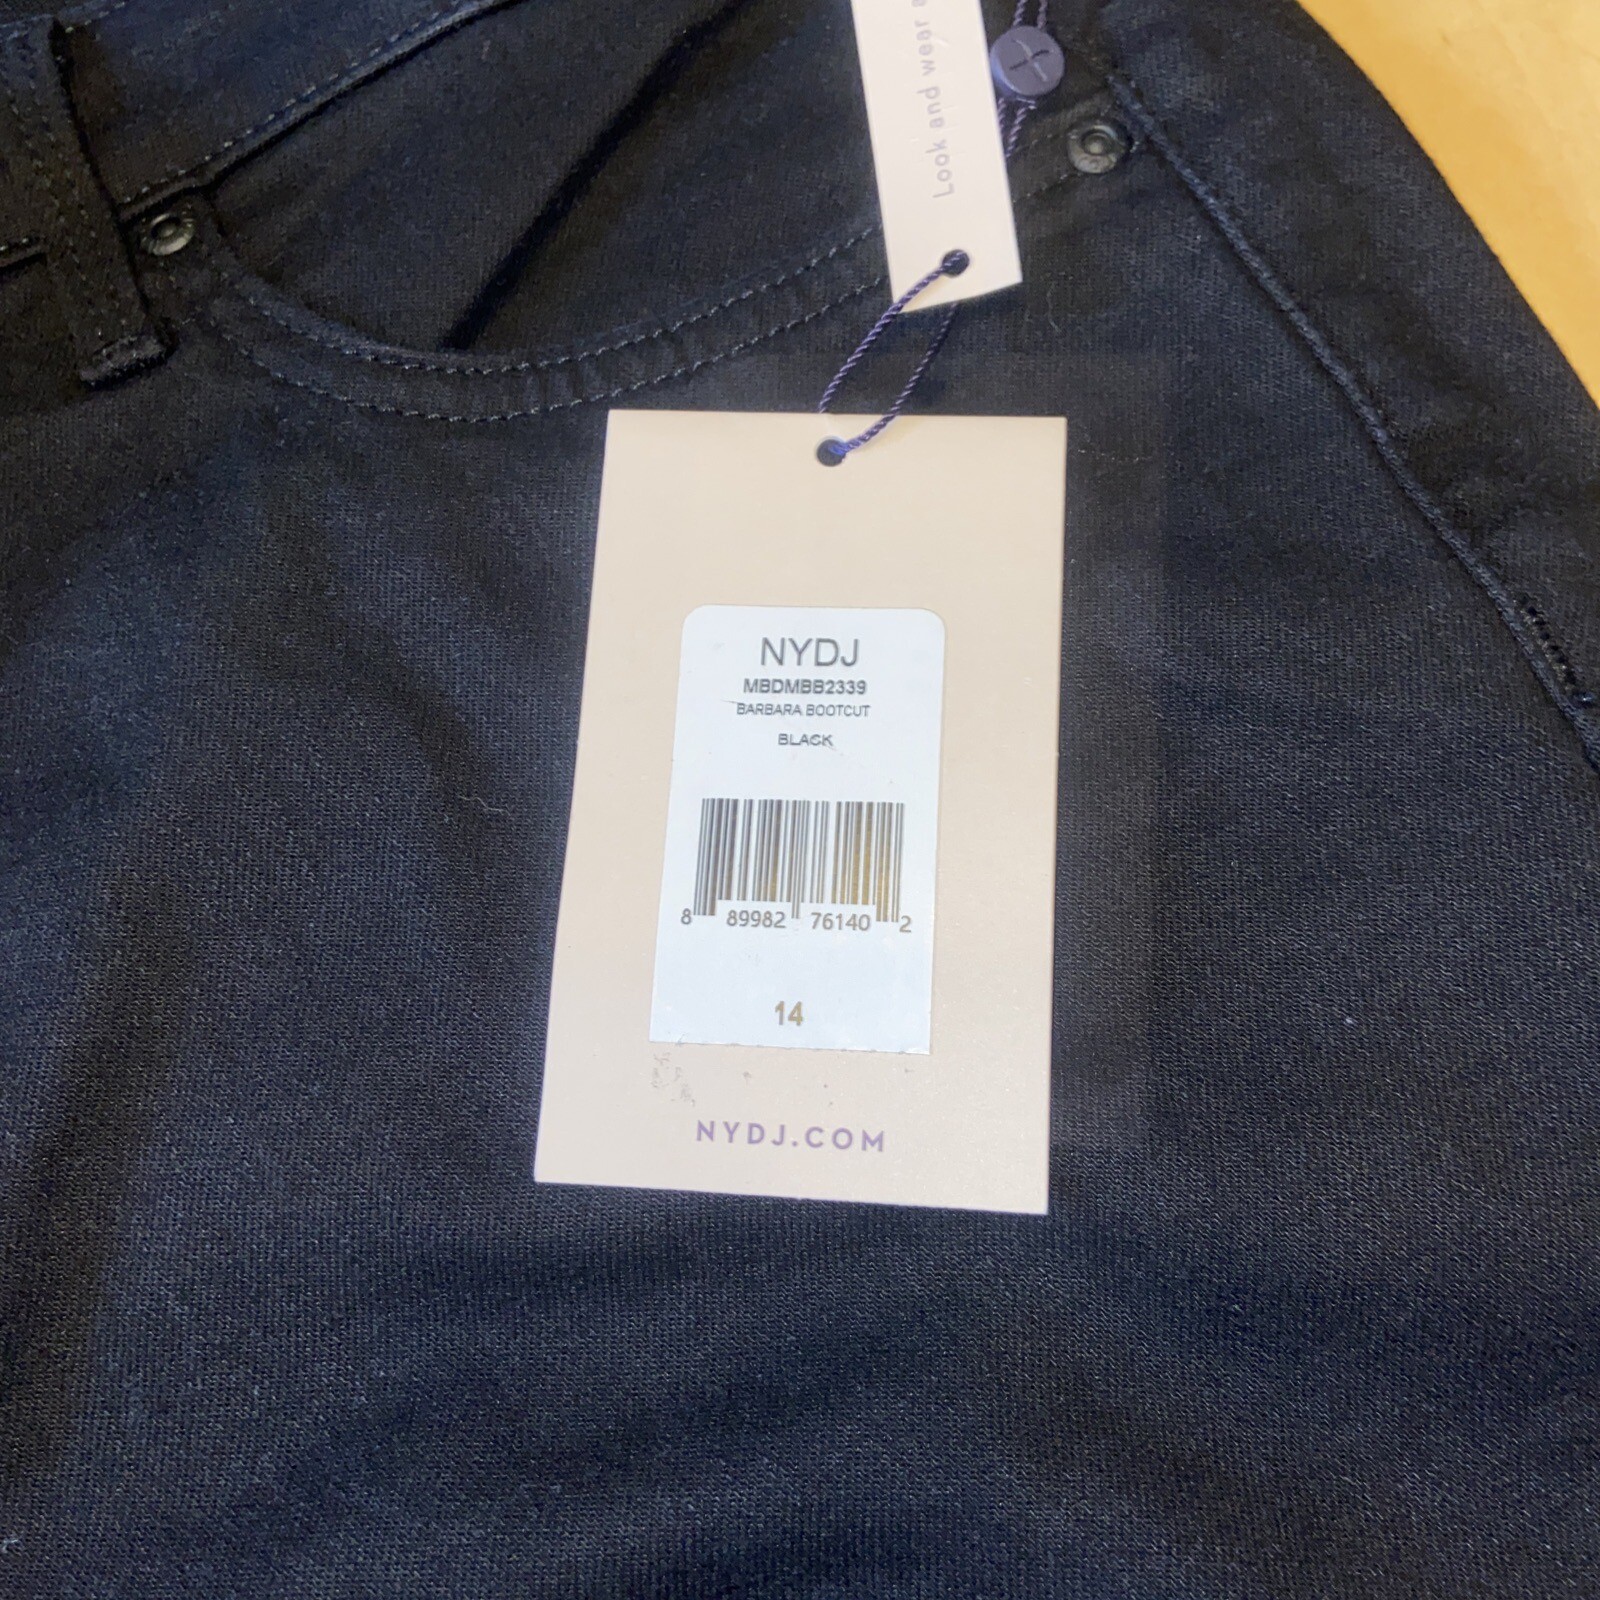 Look and wear
NYDJ
MBDMBB2339
BARBARA BOOTCUT
BLACK
8 89982 76140 2
14
NYDJ.COM